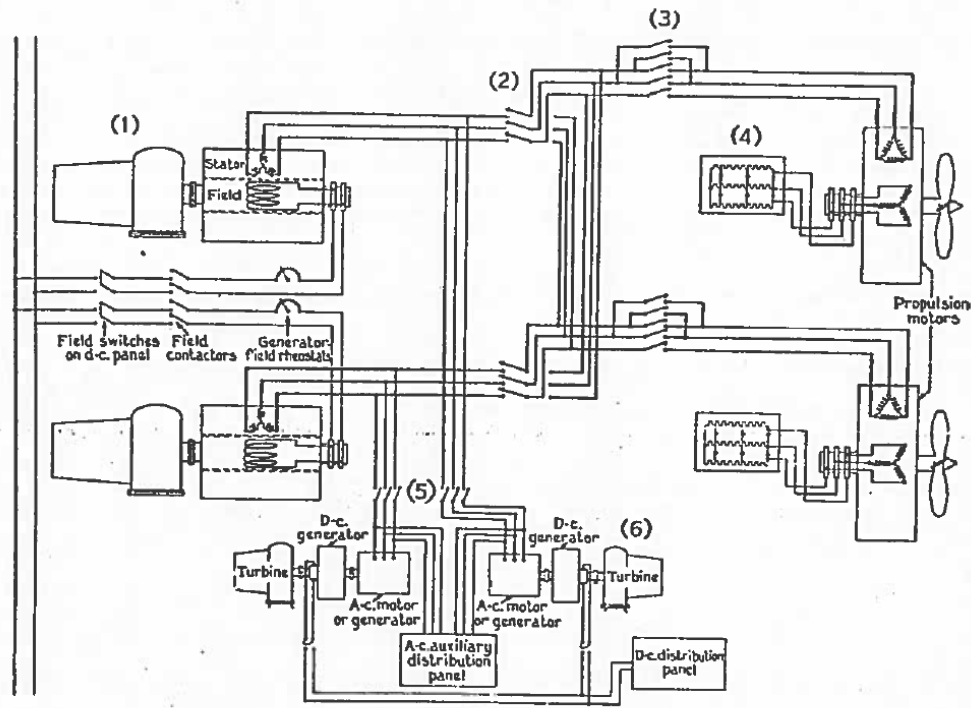 (3)
(2)
(1)
(4)
Stator
Field
Propulsion
motors
Field switches
on d-c. panel
Field
contactors
Generator
field rheostats
(5)
(6)
D-c.
generator
D-c.
generator
Turbine
Turbine
A-c. motor
or generator
A-c. motor
or generator
A-c. auxiliary
distribution
panel
D-c. distribution
panel